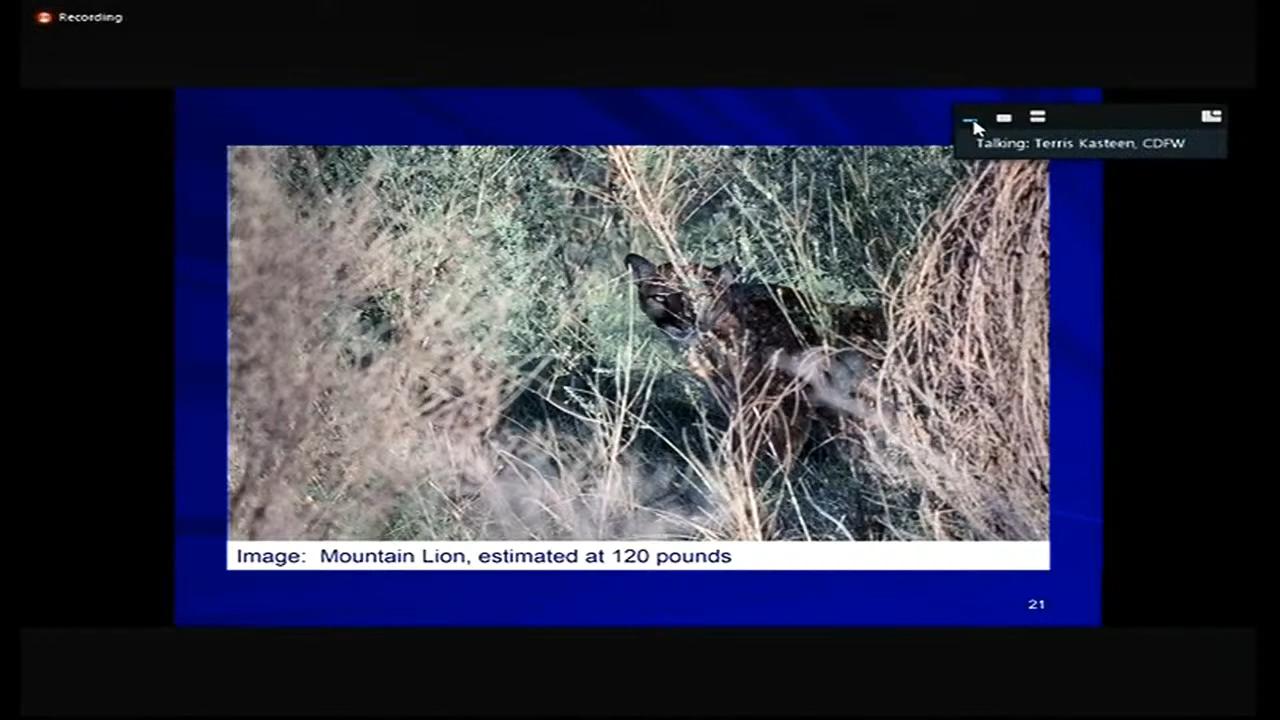 Recording
Talking: Terris Kasteen, CDFW
Image: Mountain Lion, estimated at 120 pounds
21